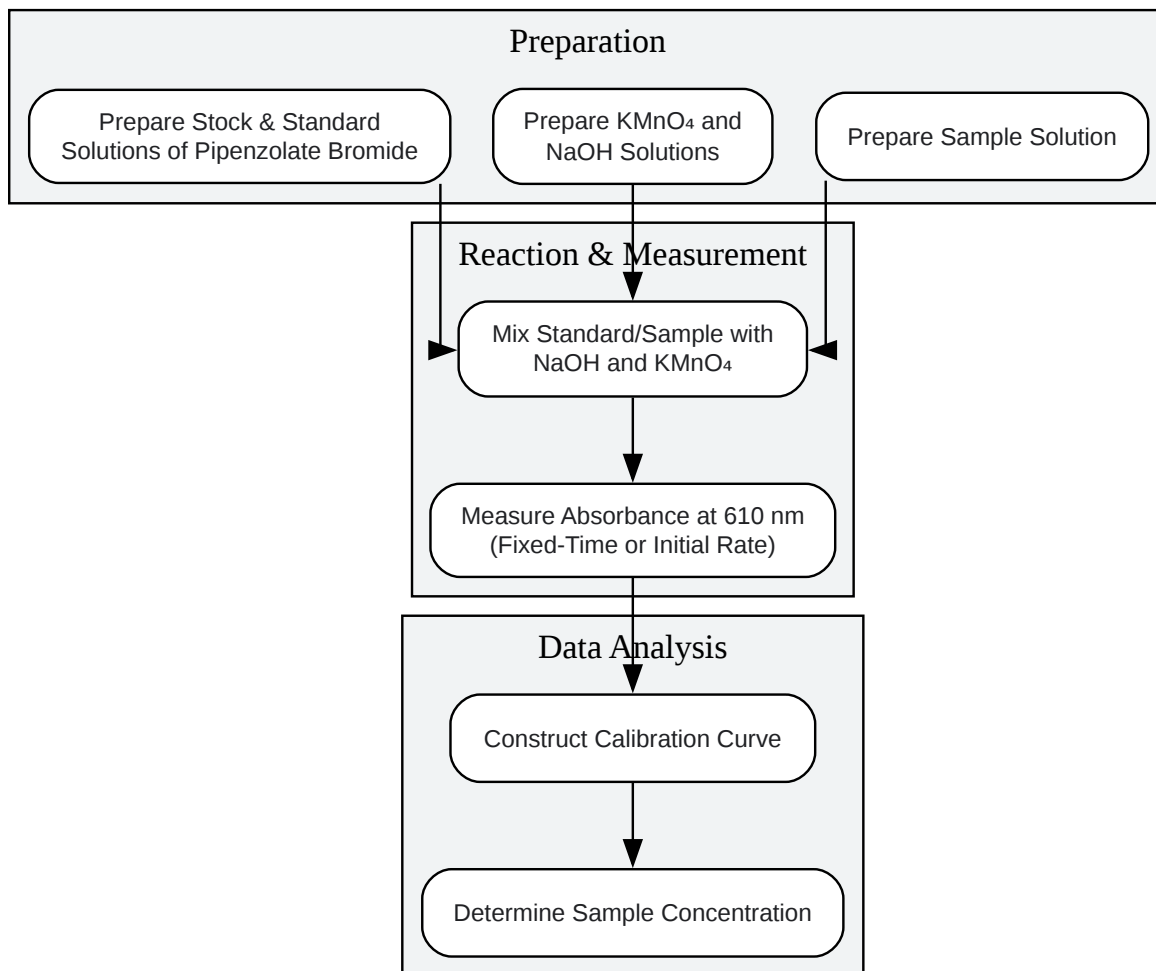 Preparation
Prepare Stock & Standard
Solutions of Pipenzolate Bromide
Prepare KMnO₄ and
NaOH Solutions
Prepare Sample Solution
Reaction & Measurement
Mix Standard/Sample with
NaOH and KMnO₄
Measure Absorbance at 610 nm
(Fixed-Time or Initial Rate)
Data Analysis
Construct Calibration Curve
Determine Sample Concentration